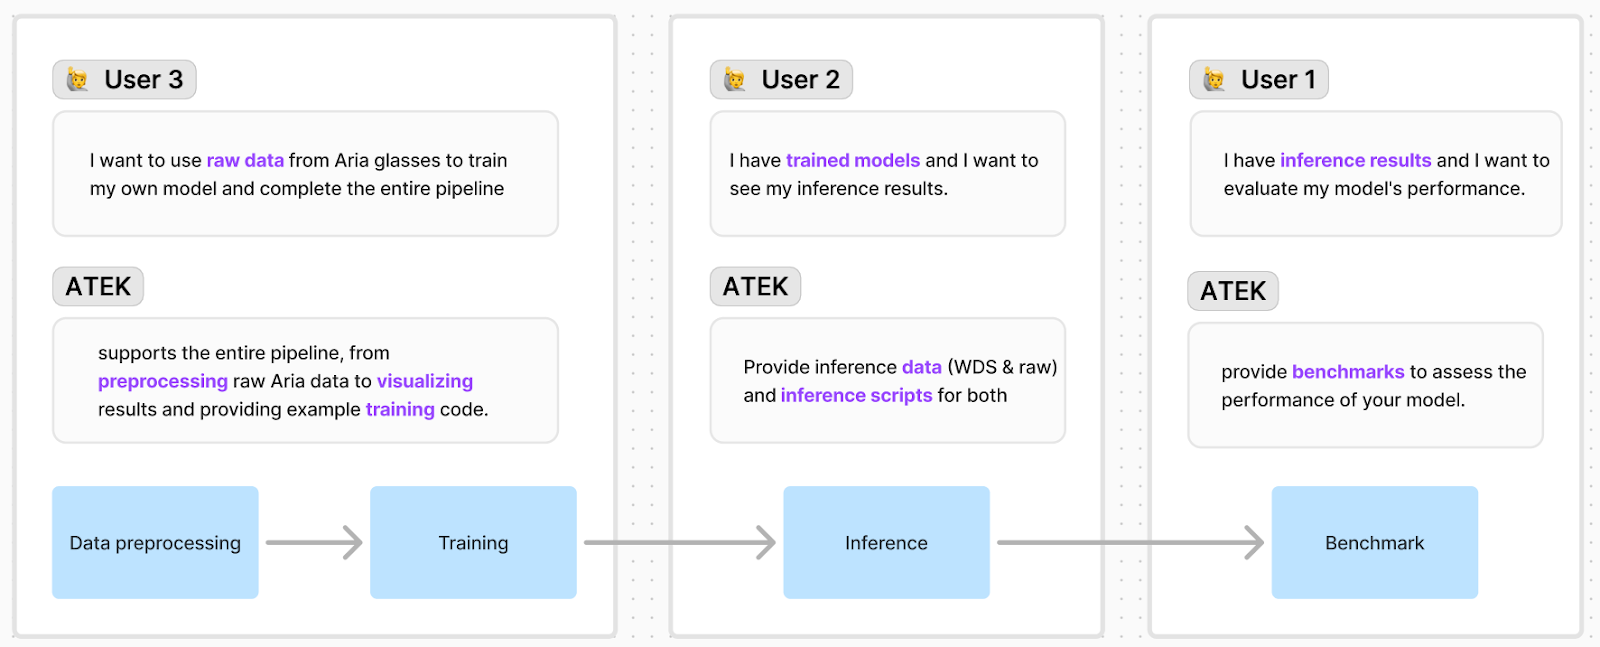 User 3
I want to use raw data from Aria glasses to train
my own model and complete the entire pipeline
ATEK
supports the entire pipeline, from
preprocessing raw Aria data to visualizing
results and providing example training code.
Data preprocessing
Training
User 2
I have trained models and I want to
see my inference results.
ATEK
Provide inference data (WDS & raw)
and inference scripts for both
Inference
User 1
I have inference results and I want to
evaluate my model's performance.
ATEK
provide benchmarks to assess the
performance of your model.
Benchmark